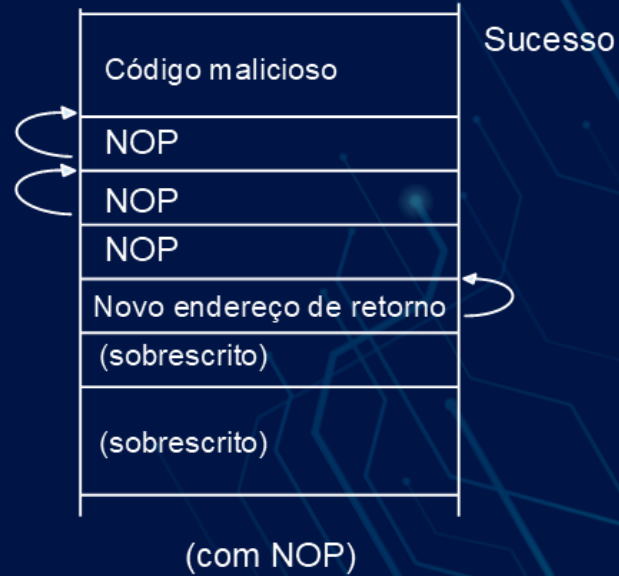 Sucesso
Código malicioso
NOP
NOP
NOP
Novo endereço de retorno
(sobrescrito)
(sobrescrito)
(com NOP)